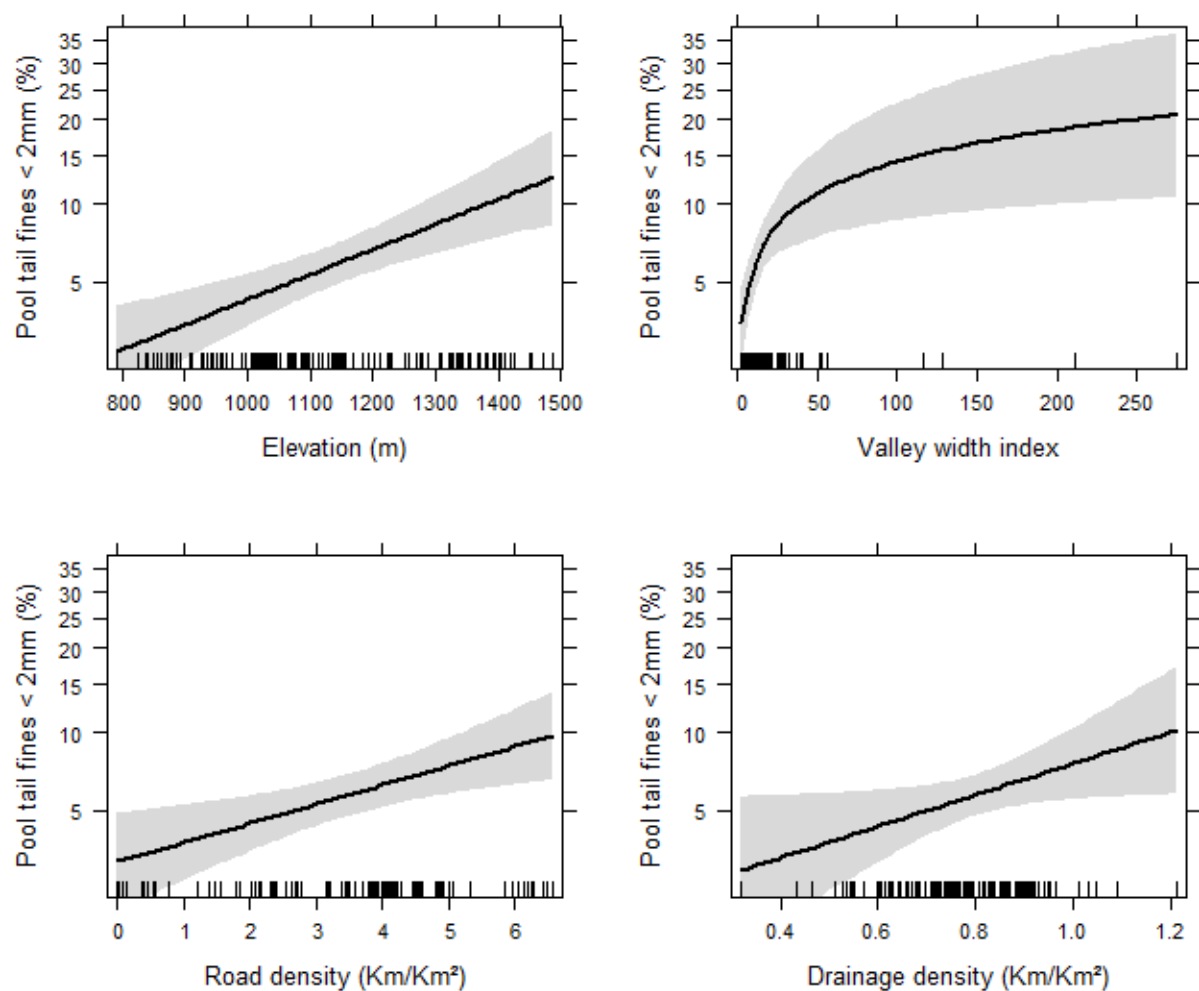 35
30
25
20
15
10
5
Pool tail fines < 2mm (%)
800 900 1000 1100 1200 1300 1400 1500
Elevation (m)
35
30
25
20
15
10
5
Pool tail fines < 2mm (%)
0 50 100 150 200 250
Valley width index
35
30
25
20
15
10
5
Pool tail fines < 2mm (%)
0 1 2 3 4 5 6
Road density (Km/Km²)
35
30
25
20
15
10
5
Pool tail fines < 2mm (%)
0.4 0.6 0.8 1.0 1.2
Drainage density (Km/Km²)